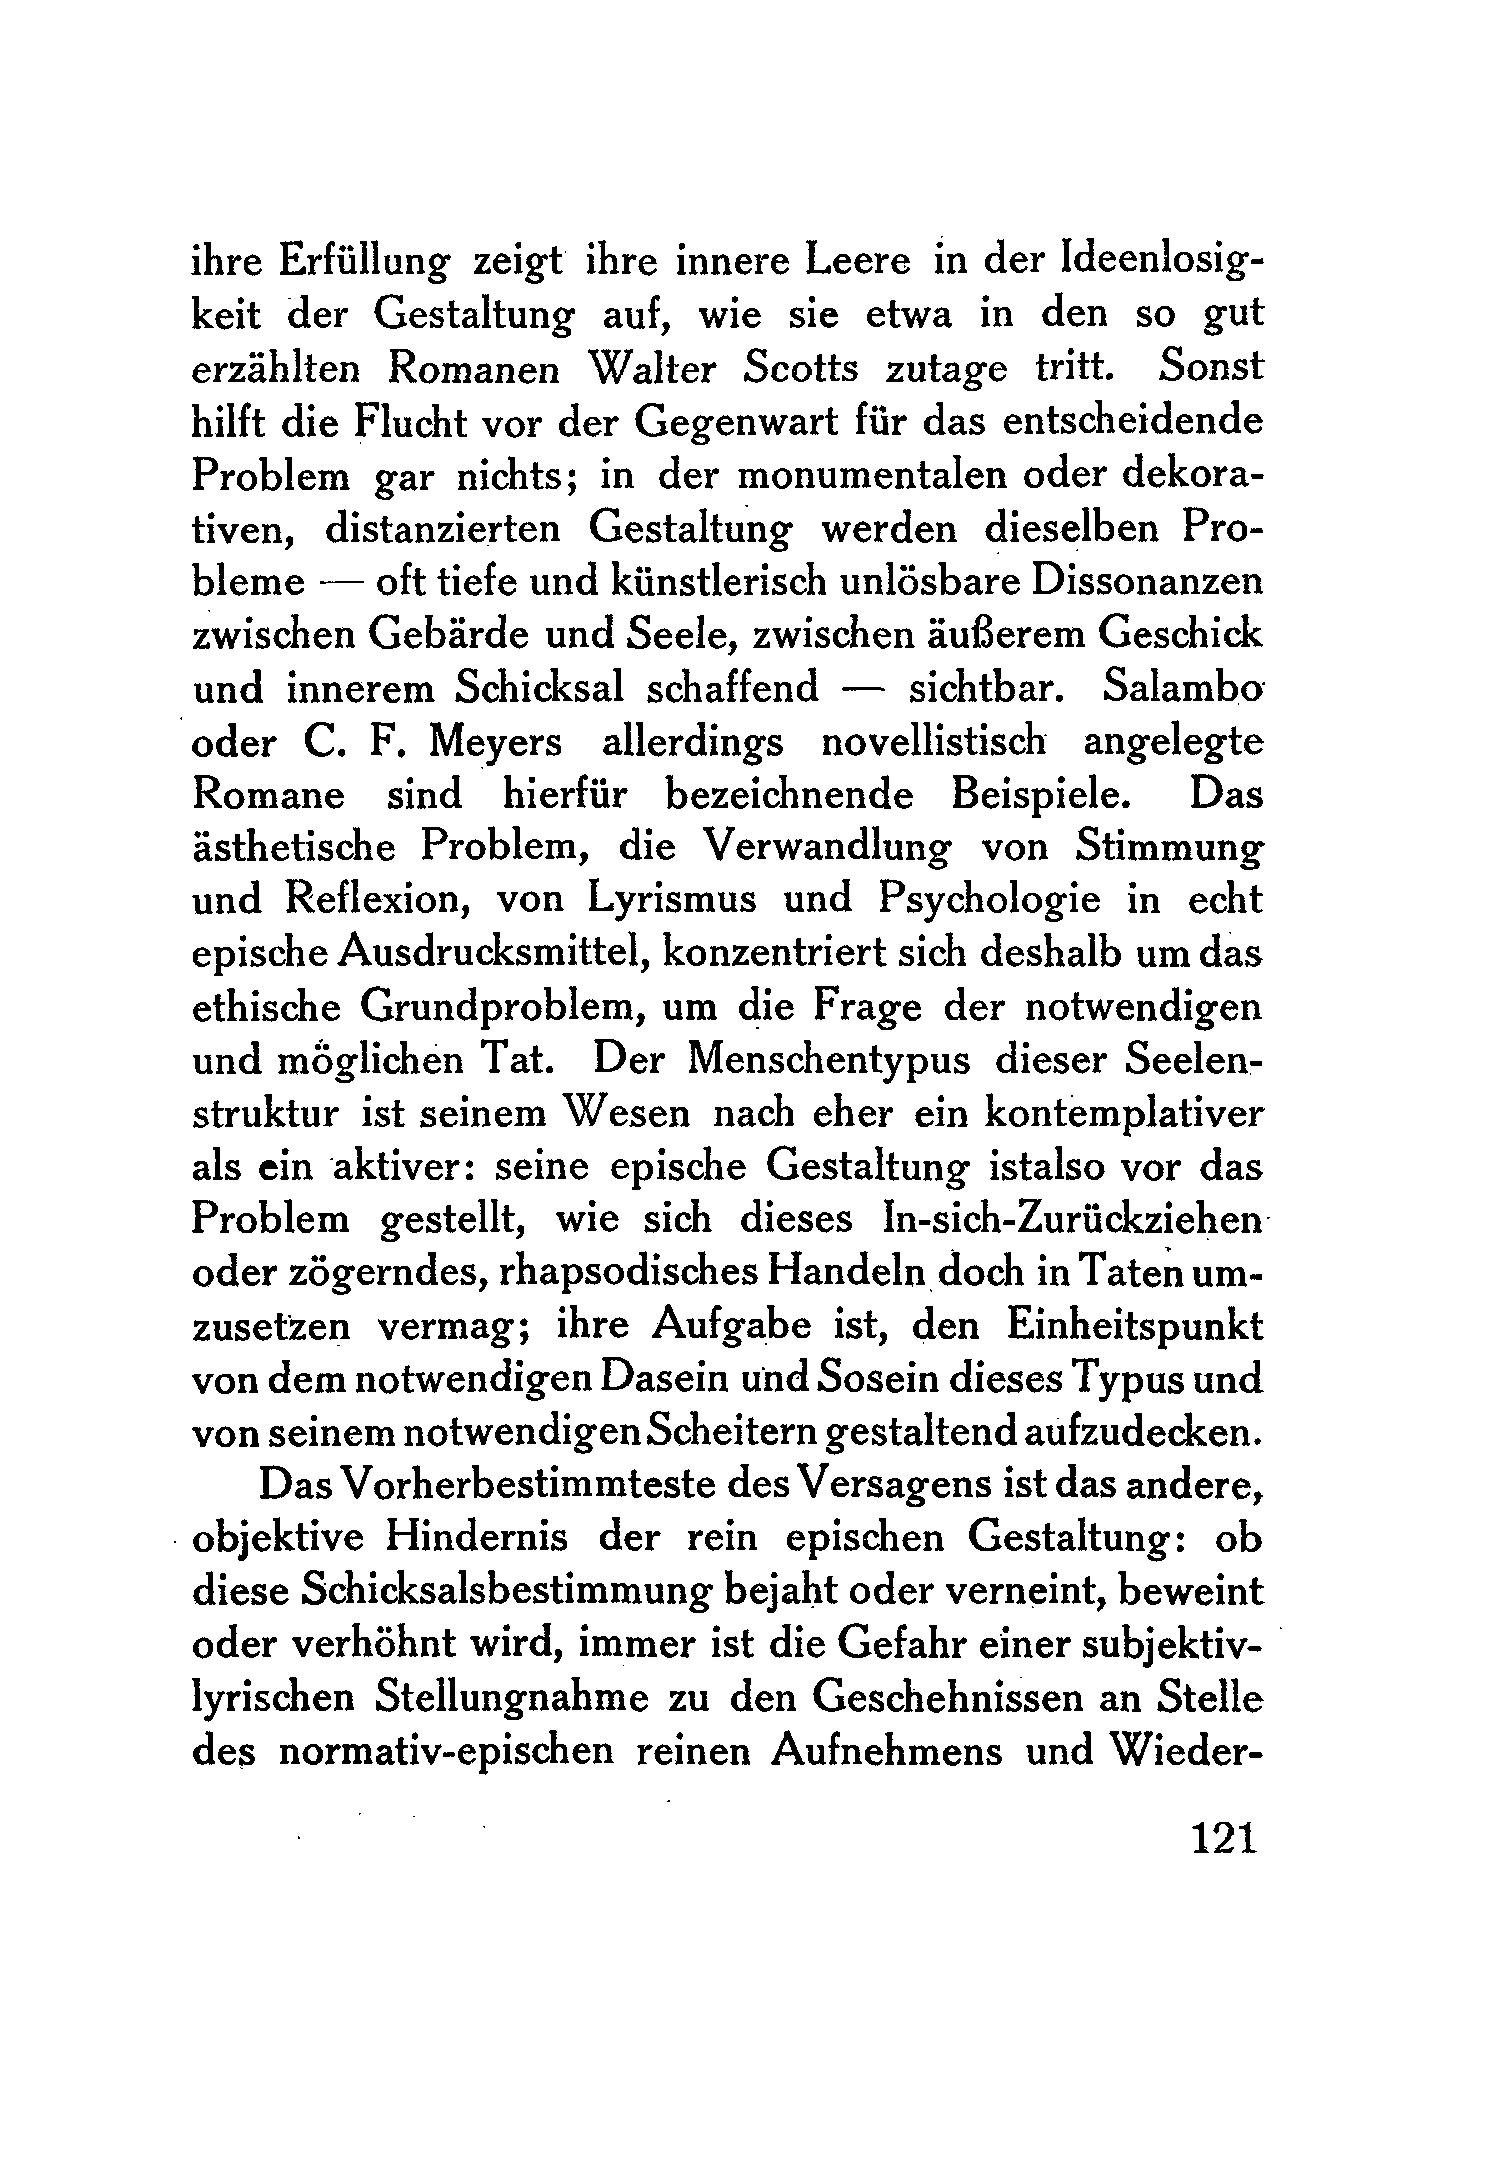 ihre Erfüllung zeigt ihre innere Leere in der Ideenlosig-
keit der Gestaltung auf, wie sie etwa in den so gut
erzählten Romanen Walter Scotts zutage tritt. Sonst
hilft die Flucht vor der Gegenwart für das entscheidende
Problem gar nichts; in der monumentalen oder dekora-
tiven, distanzierten Gestaltung werden dieselben Pro-
bleme — oft tiefe und künstlerisch unlösbare Dissonanzen
zwischen Gebärde und Seele, zwischen äußerem Geschick
und innerem Schicksal schaffend — sichtbar. Salambo
oder C. F. Meyers allerdings novellistisch angelegte
Romane sind hierfür bezeichnende Beispiele. Das
ästhetische Problem, die Verwandlung von Stimmung
und Reflexion, von Lyrismus und Psychologie in echt
epische Ausdrucksmittel, konzentriert sich deshalb um das
ethische Grundproblem, um die Frage der notwendigen
und möglichen Tat. Der Menschentypus dieser Seelen-
struktur ist seinem Wesen nach eher ein kontemplativer
als ein aktiver: seine epische Gestaltung istalso vor das
Problem gestellt, wie sich dieses In-sich-Zurückziehen
oder zögerndes, rhapsodisches Handeln doch in Taten um-
zusetzen vermag; ihre Aufgabe ist, den Einheitspunkt
von dem notwendigen Dasein und Sosein dieses Typus und
von seinem notwendigen Scheitern gestaltend aufzudecken.
Das Vorherbestimmteste des Versagens ist das andere,
objektive Hindernis der rein epischen Gestaltung: ob
diese Schicksalsbestimmung bejaht oder verneint, beweint
oder verhöhnt wird, immer ist die Gefahr einer subjektiv-
lyrischen Stellungnahme zu den Geschehnissen an Stelle
des normativ-epischen reinen Aufnehmens und Wieder-
121